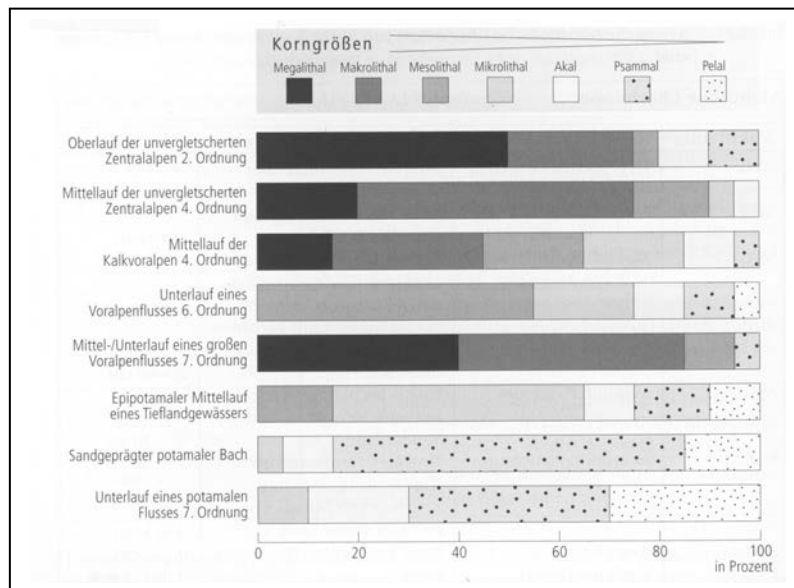 Korngrößen
Megalithal Makrolithal Mesolithal Mikrolithal Akal Psammal Pelal
Oberlauf der unvergletscherten
Zentralalpen 2. Ordnung
Mittellauf der unvergletscherten
Zentralalpen 4. Ordnung
Mittellauf der
Kalkvoralpen 4. Ordnung
Unterlauf eines
Voralpenflusses 6. Ordnung
Mittel-/Unterlauf eines großen
Voralpenflusses 7. Ordnung
Epipotamaler Mittellauf
eines Tieflandgewässers
Sandgeprägter potamaler Bach
Unterlauf eines potamalen
Flusses 7. Ordnung
0 20 40 60 80 100
in Prozent